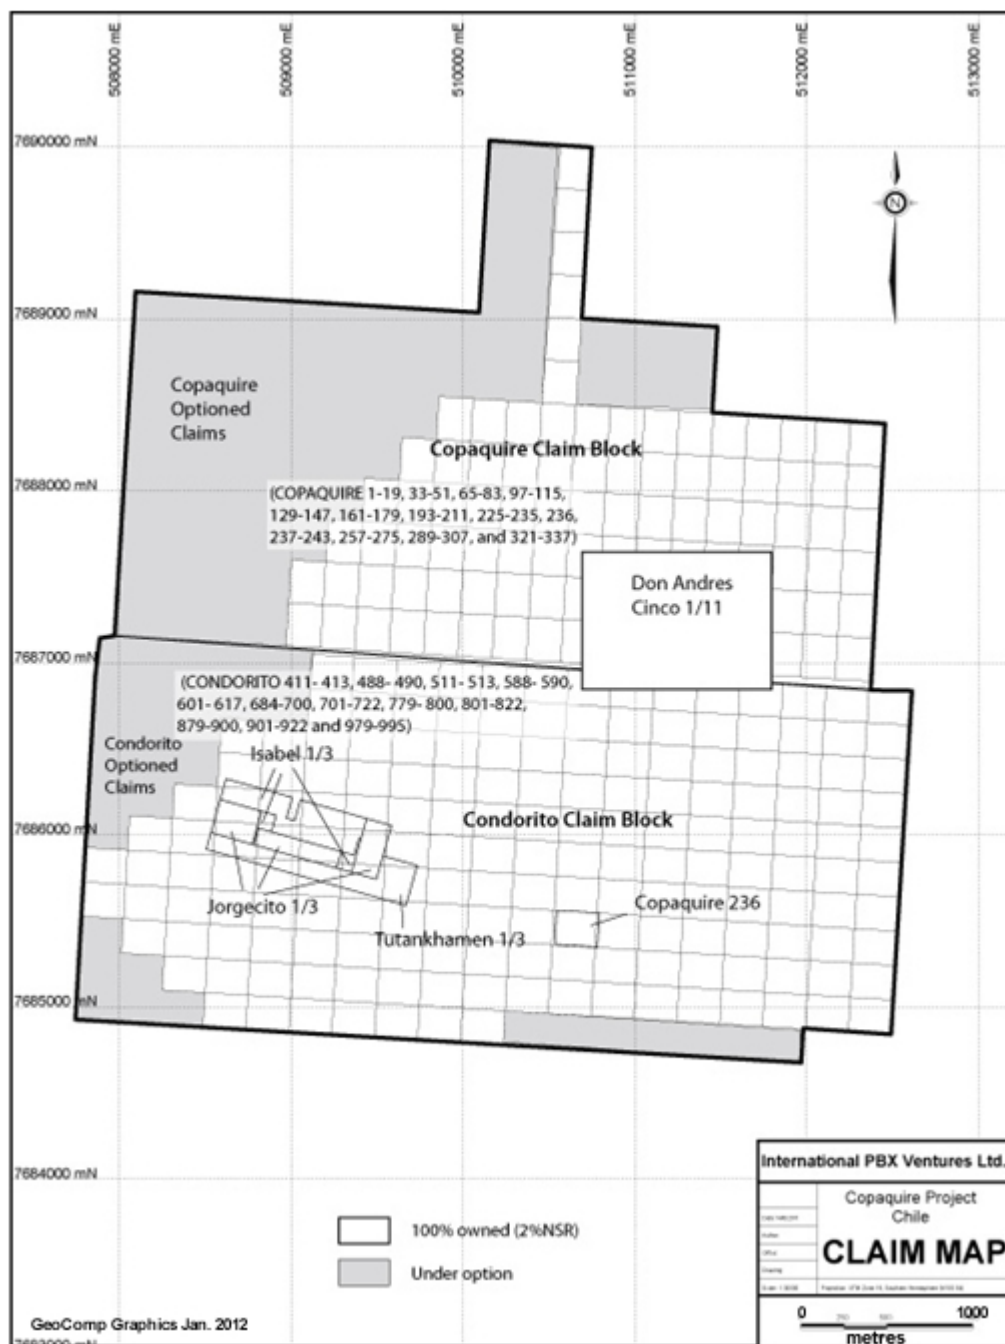 508000 mE
509000 mE
510000 mE
511000 mE
512000 mE
513000 mE
7690000 mN
N
7689000 mN
Copaquire
Optioned
Claims
Copaquire Claim Block
7688000 mN
(COPAQUIRE 1-19, 33-51, 65-83, 97-115,
129-147, 161-179, 193-211, 225-235, 236,
237-243, 257-275, 289-307, and 321-337)
Don Andres
Cinco 1/11
7687000 mN
(CONDORITO 411- 413, 488- 490, 511- 513, 588- 590,
601- 617, 684-700, 701-722, 779- 800, 801-822,
879-900, 901-922 and 979-995)
Condorito
Optioned
Claims
Isabel 1/3
7686000 mN
Condorito Claim Block
Jorgecito 1/3
Copaquire 236
Tutankhamen 1/3
7685000 mN
7684000 mN
International PBX Ventures Ltd.
Copaquire Project
Chile
CLAIM MAP
100% owned (2%NSR)
Under option
0 250 500 1000
metres
GeoComp Graphics Jan. 2012
7683000 mN